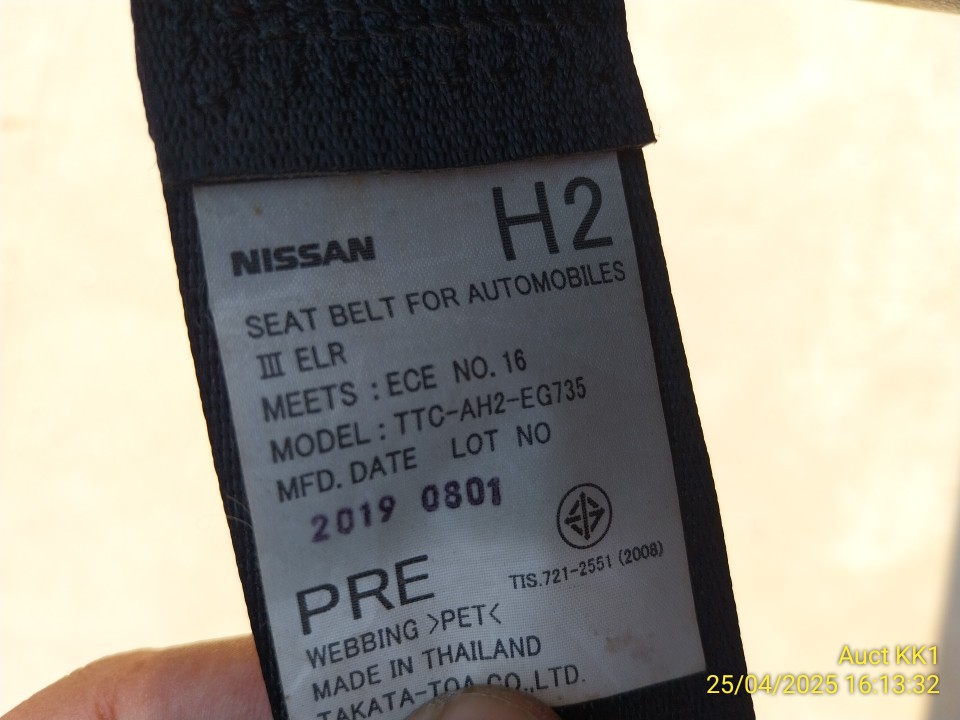 H2
NISSAN
SEAT BELT FOR AUTOMOBILES
III ELR
MEETS : ECE NO. 16
MODEL : TTC-AH2-EG735
MFD. DATE LOT NO
2019 0801
TIS.721-2551 (2008)
PRE
WEBBING >PET<
MADE IN THAILAND
TAKATA-TOA CO.,LTD.
Auct KK1
25/04/2025 16:13:32